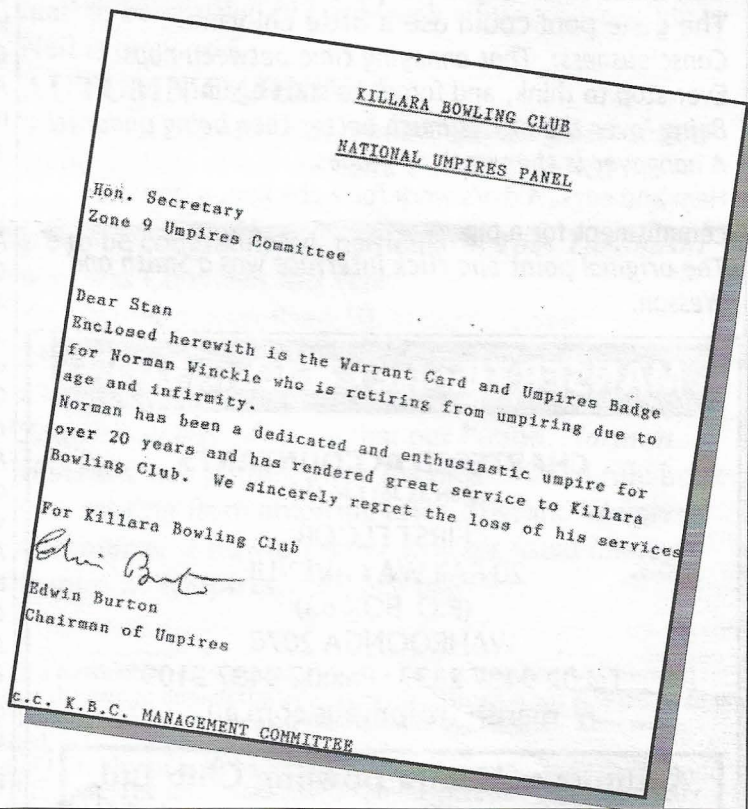 KILLARA BOWLING CLUB
NATIONAL UMPIRES PANEL
Hon. Secretary
Zone 9 Umpires Committee
Dear Stan
Enclosed herewith is the Warrant Card and Umpires Badge
for Norman Winckle who is retiring from umpiring due to
age and infirmity.
Norman has been a dedicated and enthusiastic umpire for
over 20 years and has rendered great service to Killara
Bowling Club. We sincerely regret the loss of his services
For Killara Bowling Club
Edwin Burton
Edwin Burton
Chairman of Umpires
c.c. K.B.C. MANAGEMENT COMMITTEE